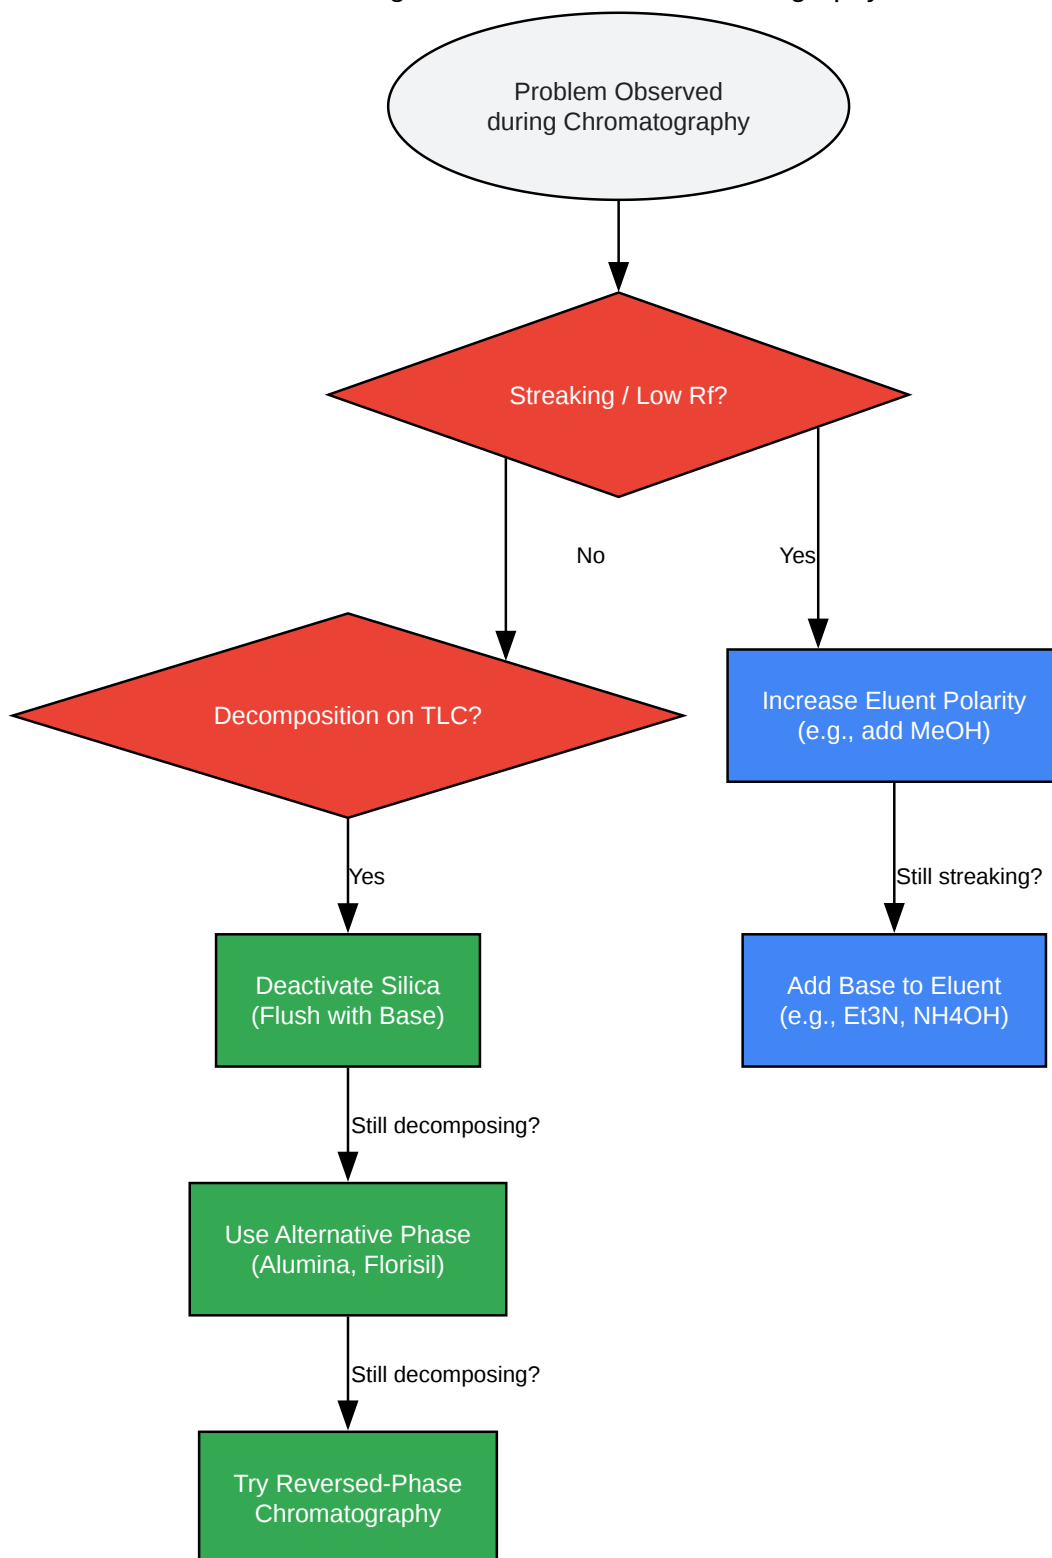 Problem Observed
during Chromatography
Streaking / Low Rf?
No
Yes
Decomposition on TLC?
Increase Eluent Polarity
(e.g., add MeOH)
Yes
Still streaking?
Deactivate Silica
(Flush with Base)
Add Base to Eluent
(e.g., Et3N, NH4OH)
Still decomposing?
Use Alternative Phase
(Alumina, Florisil)
Still decomposing?
Try Reversed-Phase
Chromatography